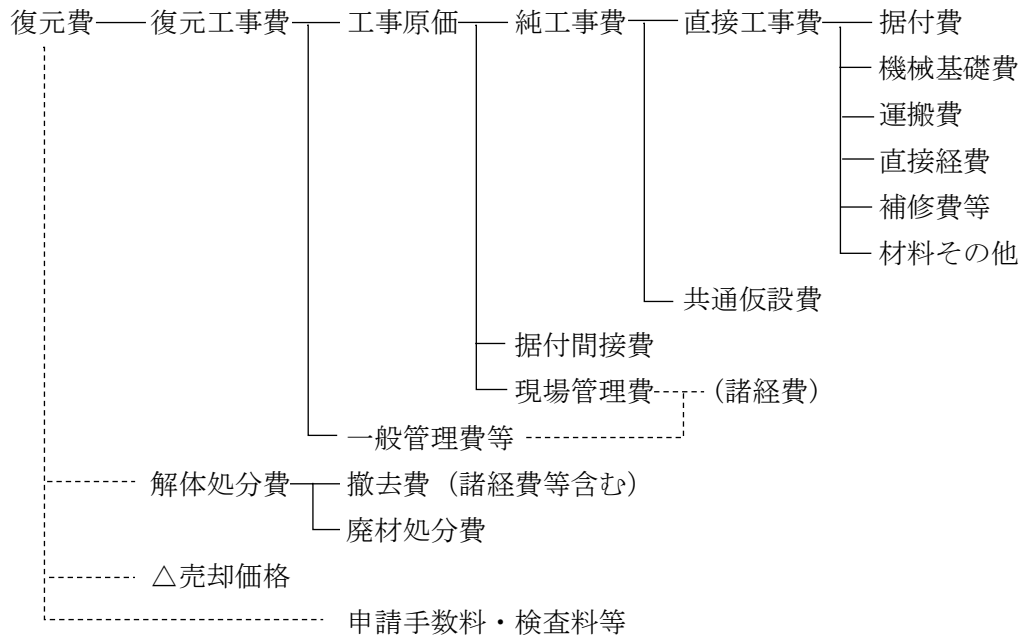 復元費 復元工事費 工事原価 純工事費 直接工事費 据付費
機械基礎費
運搬費
直接経費
補修費等
材料その他
共通仮設費
据付間接費
現場管理費 (諸経費)
一般管理費等
解体処分費 撤去費（諸経費等含む）
廃材処分費
△売却価格
申請手数料・検査料等